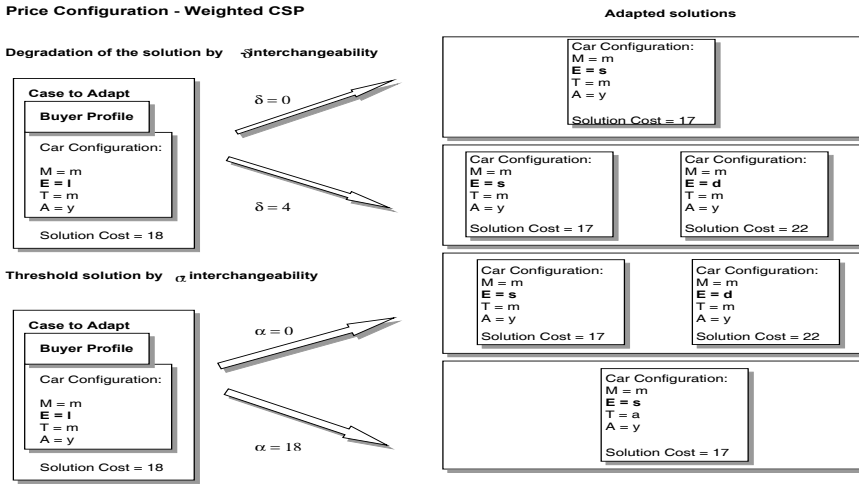 Price Configuration - Weighted CSP
Adapted solutions
Degradation of the solution by δinterchangeability
Case to Adapt
Buyer Profile
Car Configuration:
M = m
E = l
T = m
A = y
Solution Cost = 18
δ = 0
δ = 4
Car Configuration:
M = m
E = s
T = m
A = y
Solution Cost = 17
Car Configuration:
M = m
E = s
T = m
A = y
Solution Cost = 17
Car Configuration:
M = m
E = d
T = m
A = y
Solution Cost = 22
Threshold solution by α interchangeability
Case to Adapt
Buyer Profile
Car Configuration:
M = m
E = l
T = m
A = y
Solution Cost = 18
α = 0
α = 18
Car Configuration:
M = m
E = s
T = m
A = y
Solution Cost = 17
Car Configuration:
M = m
E = d
T = m
A = y
Solution Cost = 22
Car Configuration:
M = m
E = s
T = a
A = y
Solution Cost = 17